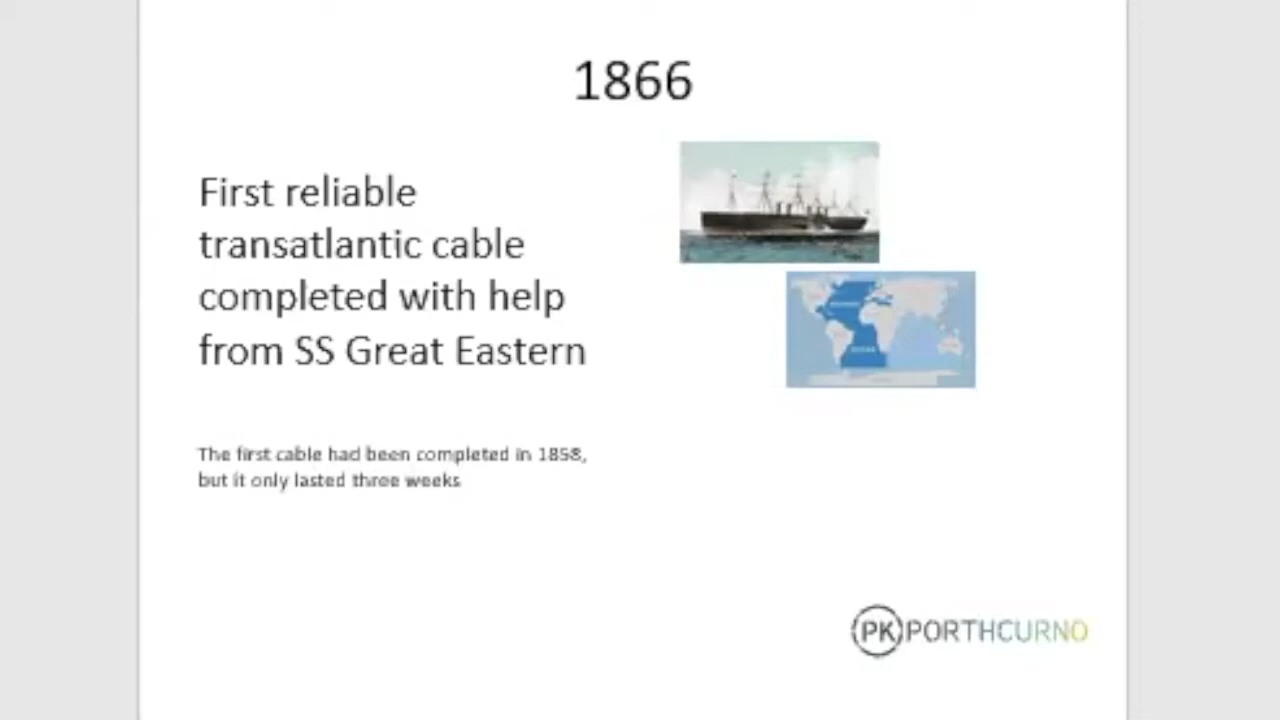 1866
First reliable
transatlantic cable
completed with help
from SS Great Eastern
The first cable had been completed in 1858,
but it only lasted three weeks
PK PORTHCURNO